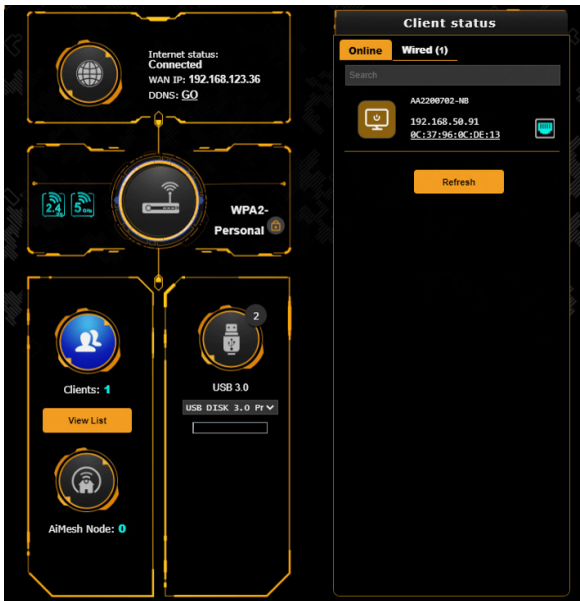 Internet status:
Connected
WAN IP: 192.168.123.36
DDNS: GO
2.4
5
WPA2-
Personal
Clients: 1
View List
AiMesh Node: 0
2
USB 3.0
USB DISK 3.0 Pr
Client status
Online
Wired (1)
Search
AA2200702-NB
192.168.50.91
0C:37:96:0C:DE:13
Refresh